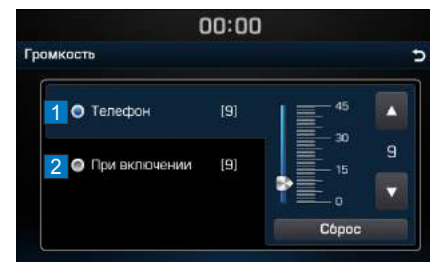 00:00
Громкость
1 Телефон [9]
2 При включении [9]
45
30
15
0
9
Сброс